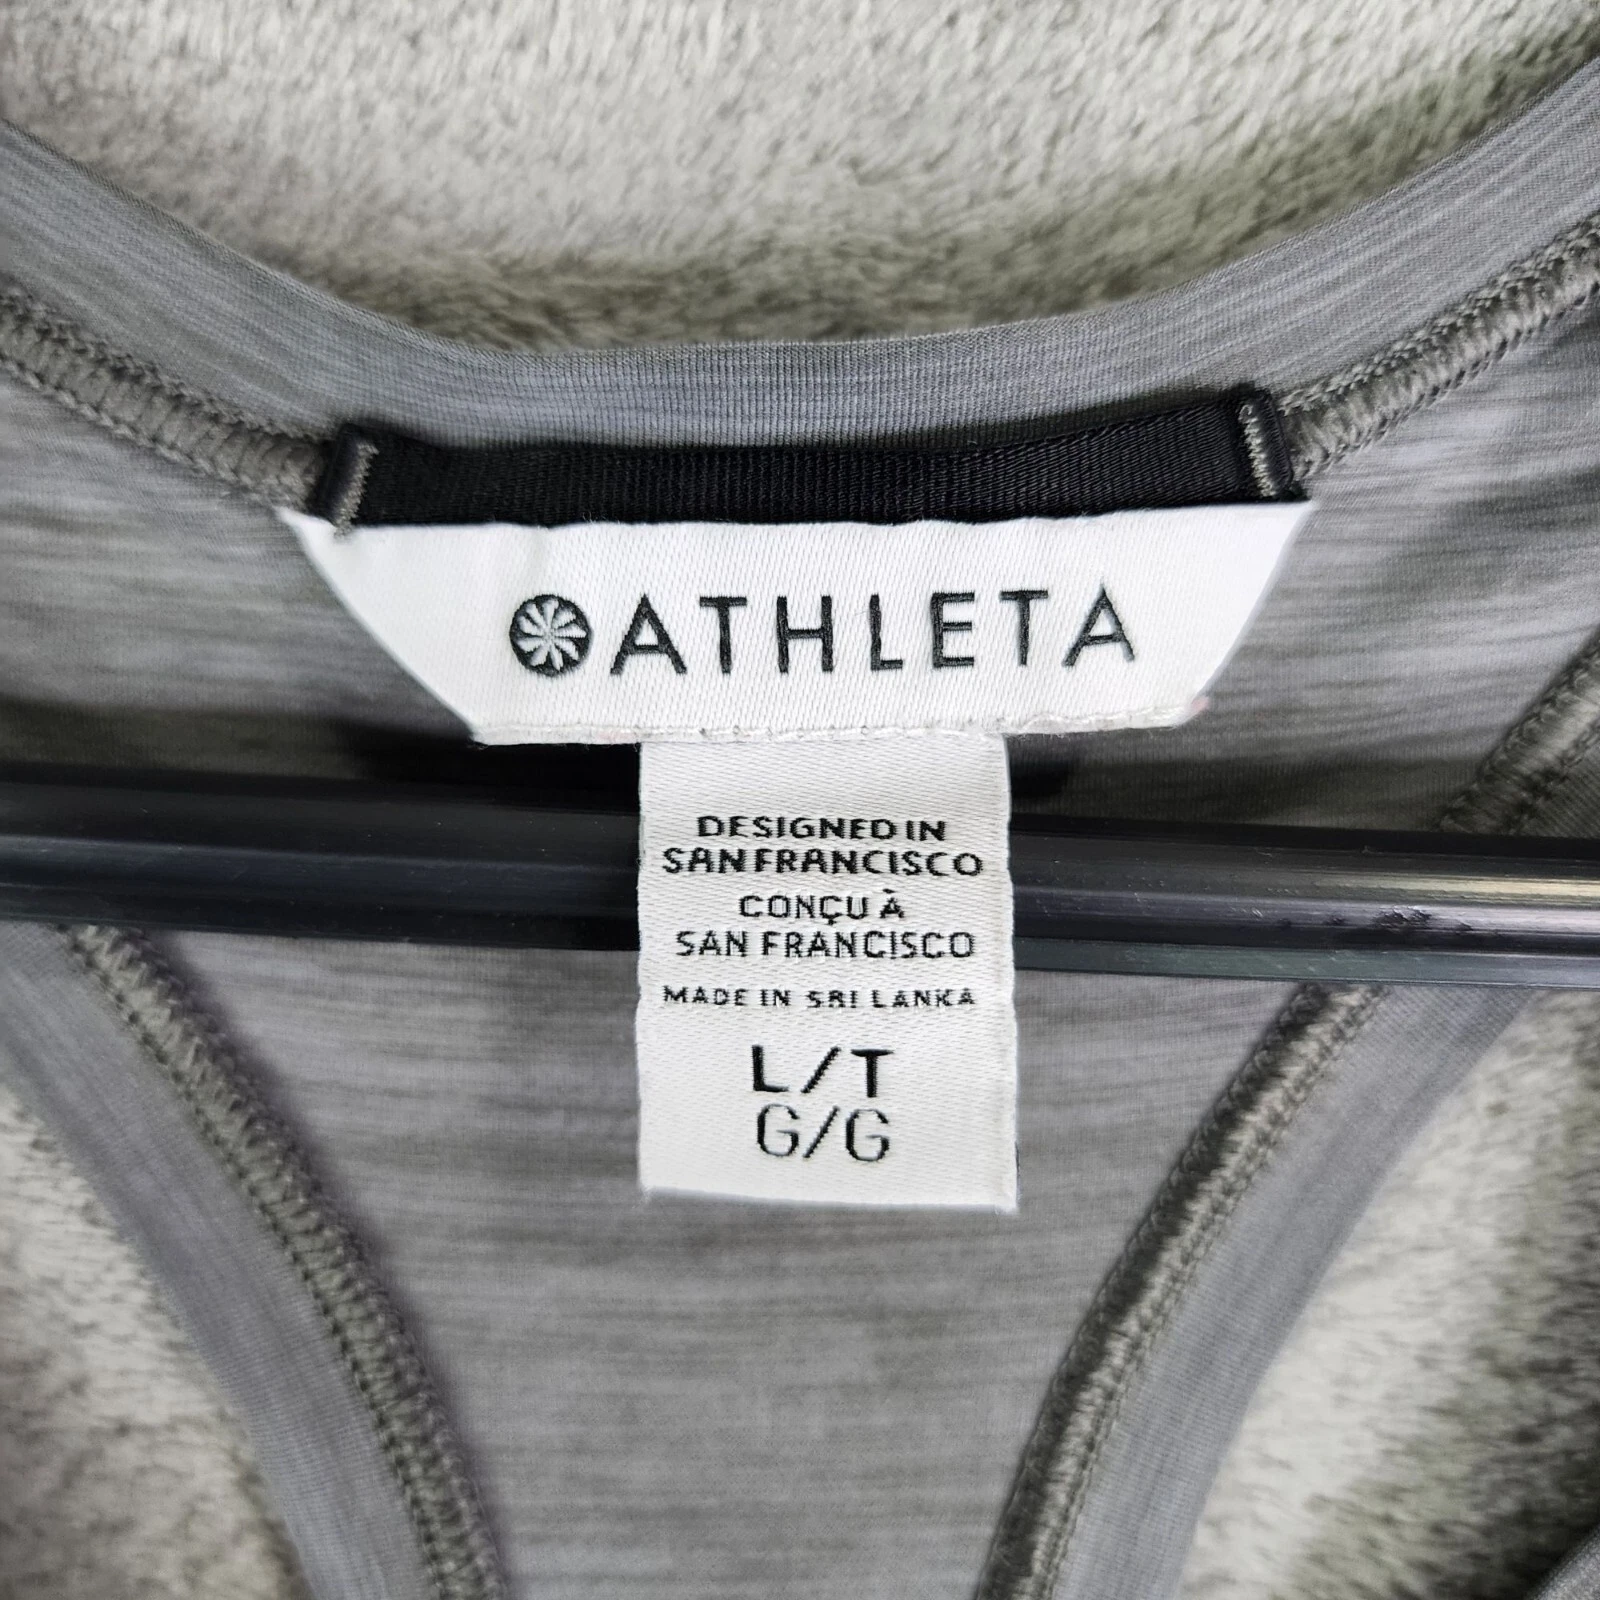 ATHLETA
DESIGNED IN
SAN FRANCISCO
CONÇU À
SAN FRANCISCO
MADE IN SRI LANKA
L/T
G/G